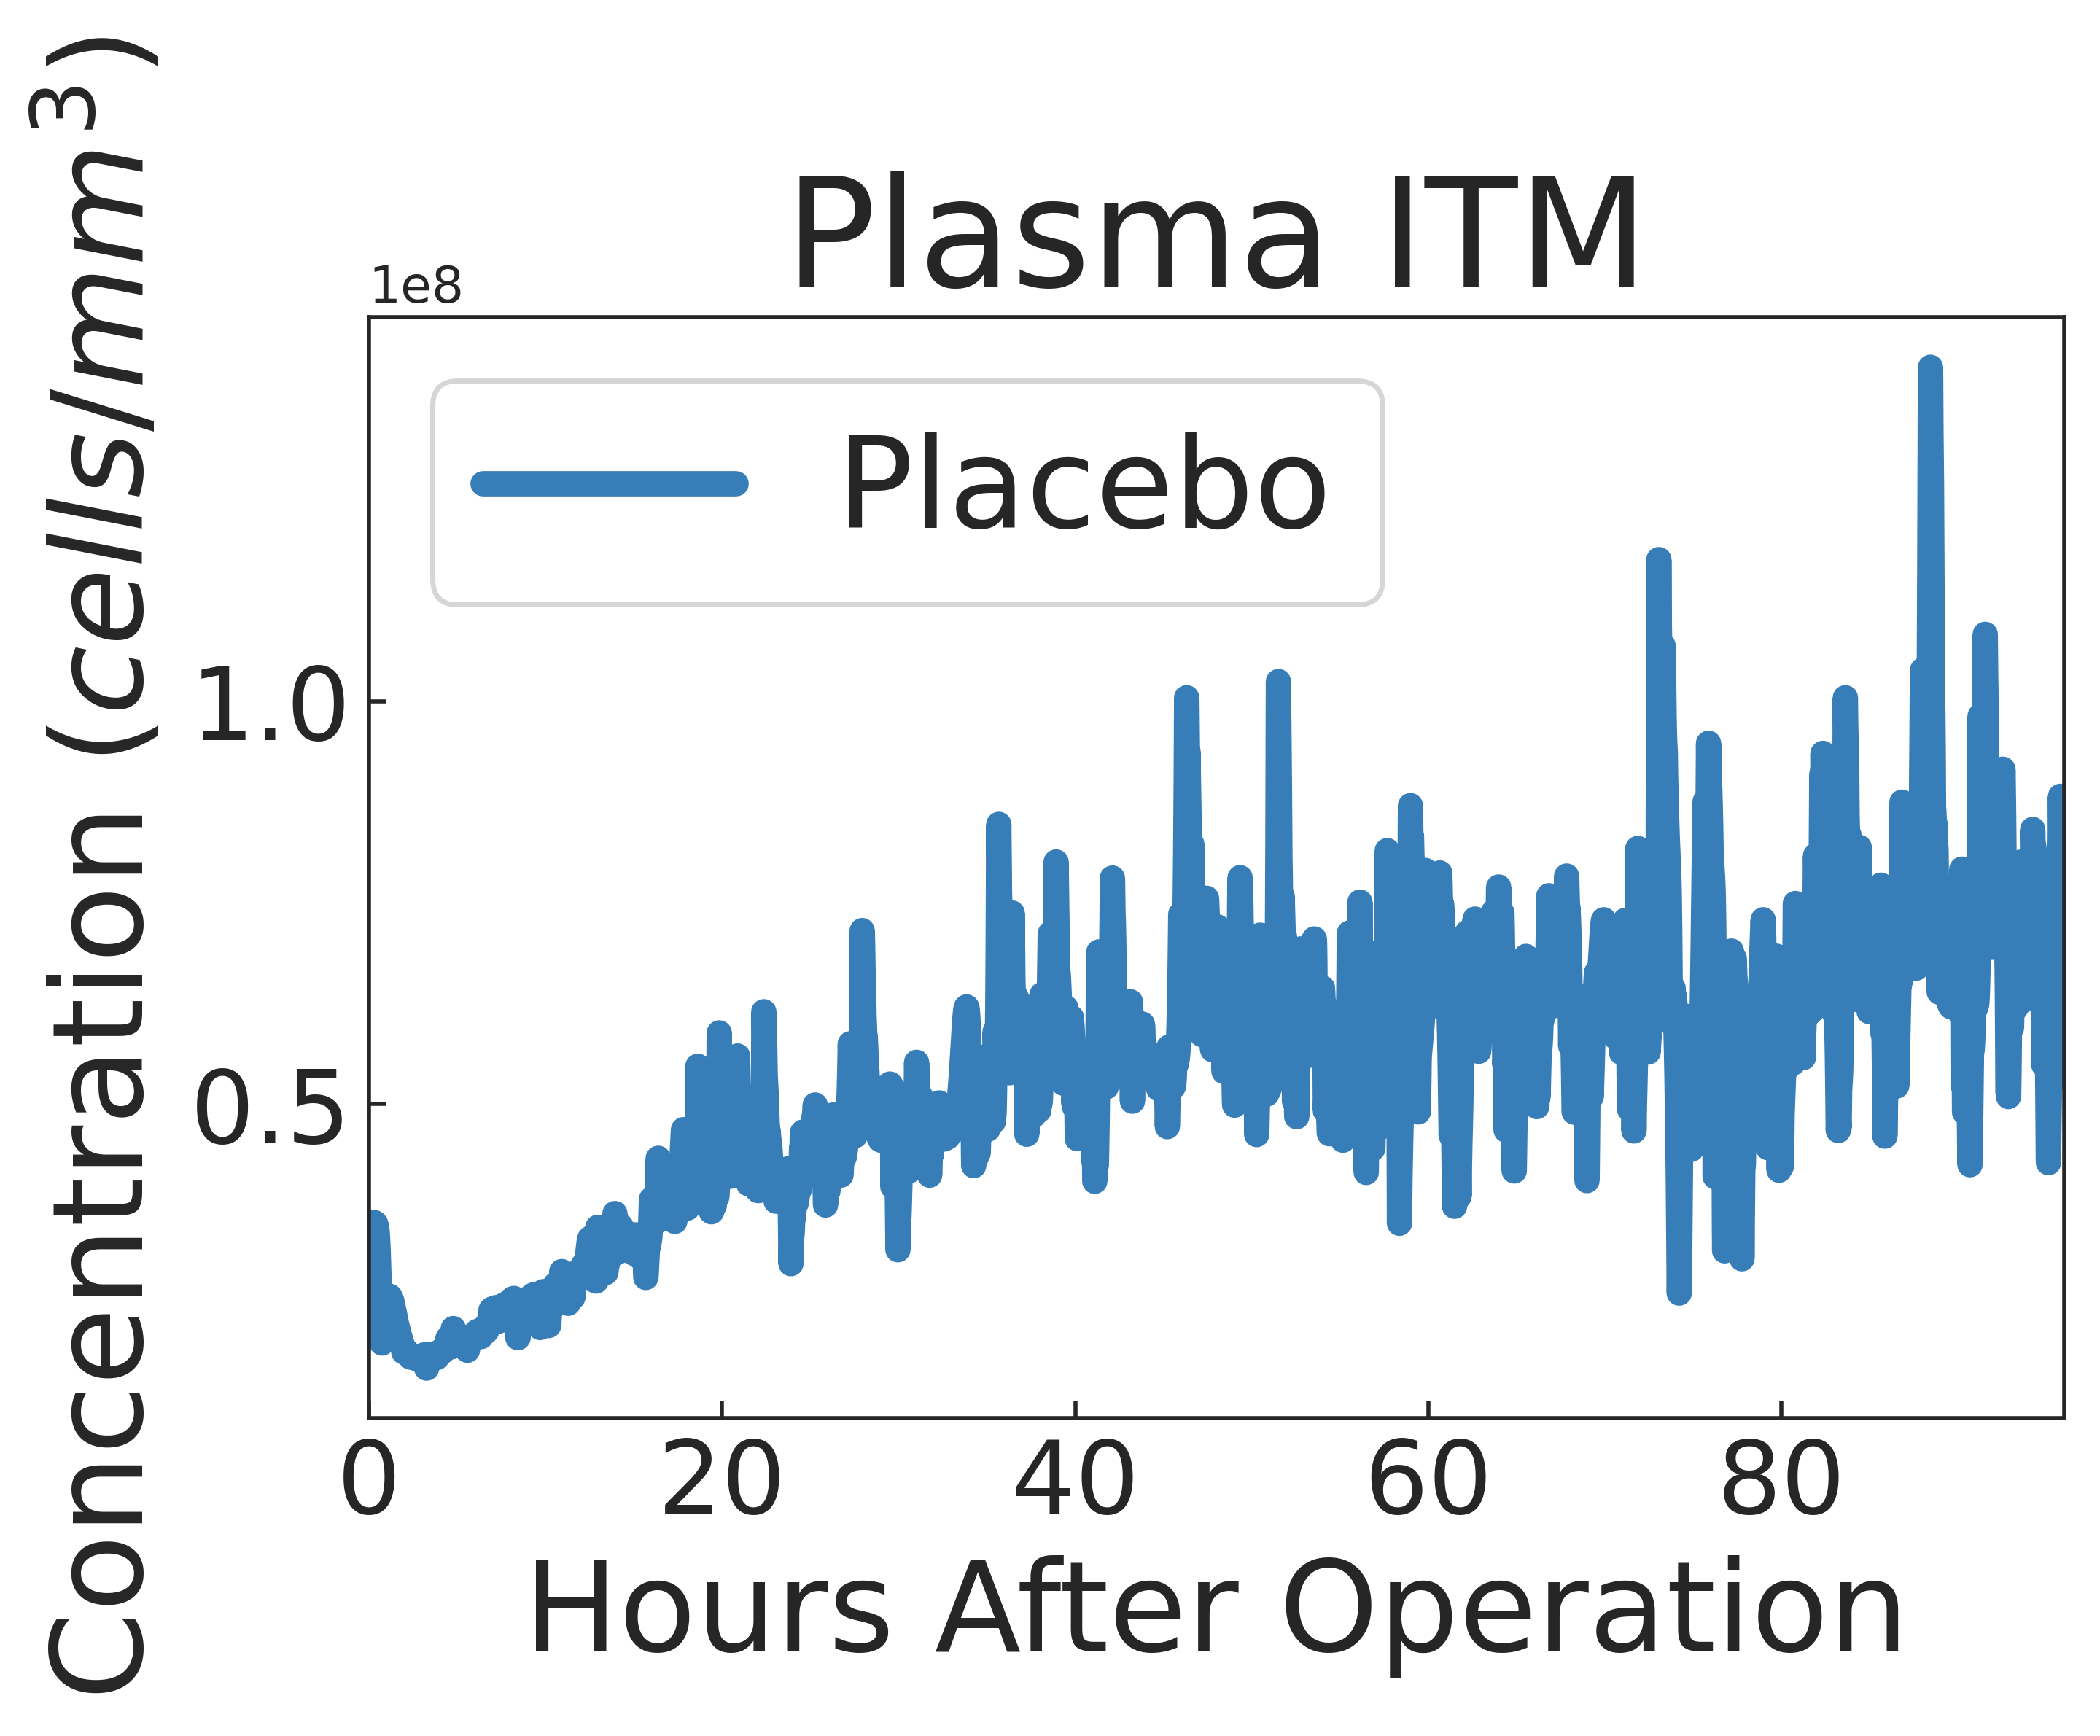 Plasma ITM
1e8
Concentration (cells/mm³)
Placebo
1.0
0.5
0 20 40 60 80
Hours After Operation